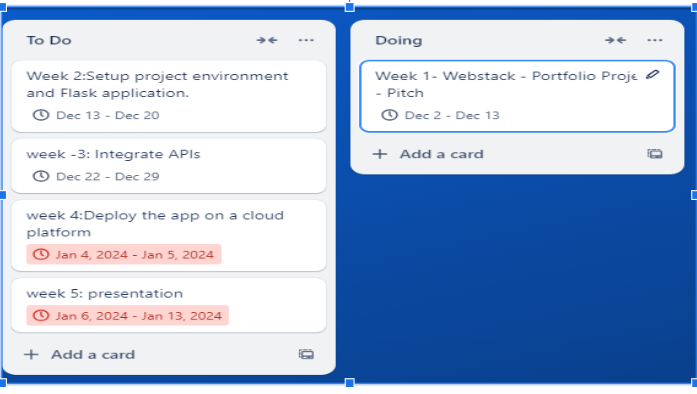 To Do
Week 2:Setup project environment
and Flask application.
Dec 13 - Dec 20
week -3: Integrate APIs
Dec 22 - Dec 29
week 4:Deploy the app on a cloud
platform
Jan 4, 2024 - Jan 5, 2024
week 5: presentation
Jan 6, 2024 - Jan 13, 2024
+ Add a card
Doing
Week 1- Webstack - Portfolio Proje
- Pitch
Dec 2 - Dec 13
+ Add a card